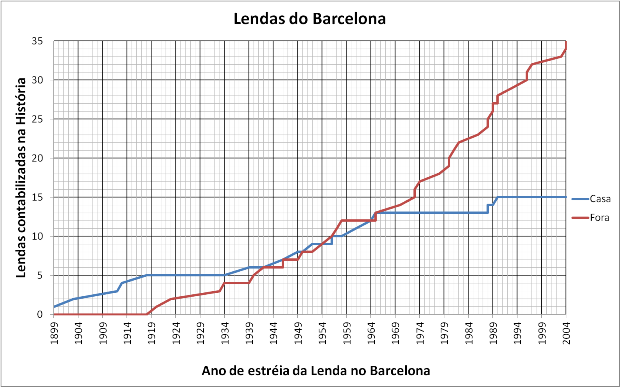 Lendas do Barcelona
Lendas contabilizadas na História
35
30
25
20
15
10
5
0
Casa
Fora
1899 1904 1909 1914 1919 1924 1929 1934 1939 1944 1949 1954 1959 1964 1969 1974 1979 1984 1989 1994 1999 2004
Ano de estréia da Lenda no Barcelona